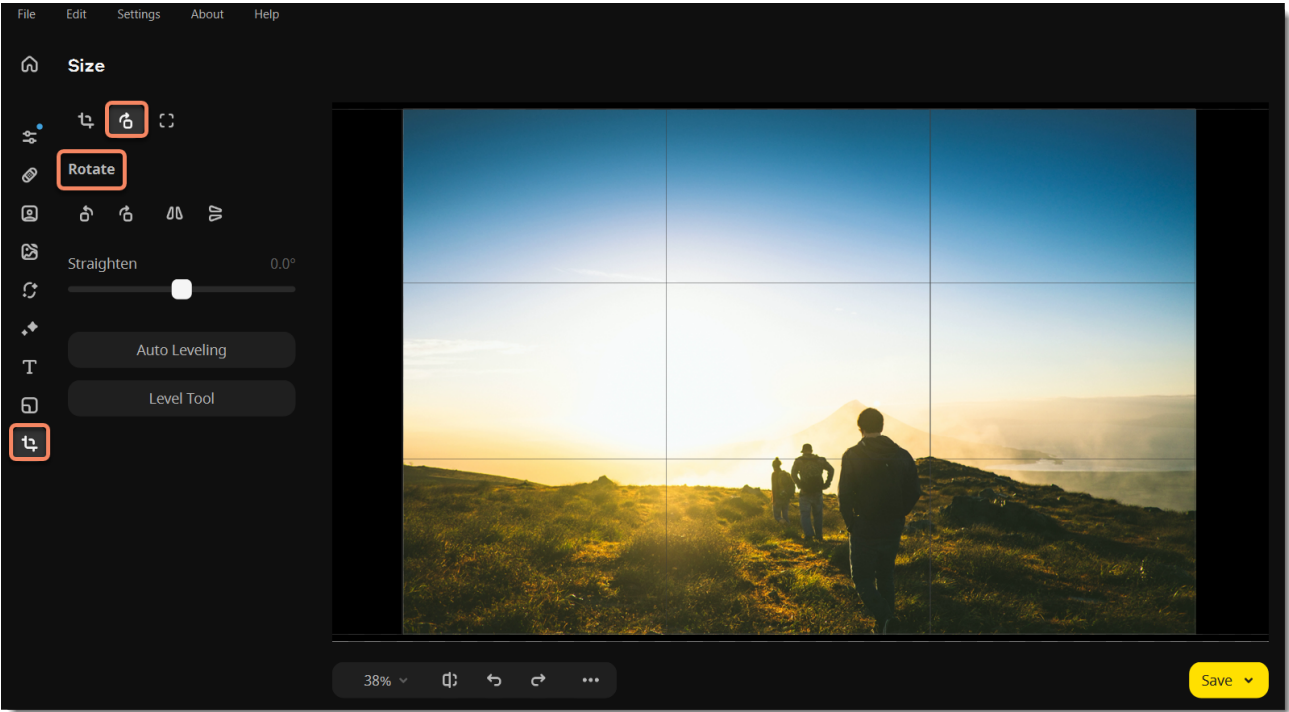 File Edit Settings About Help
Size
Rotate
Straighten 0.0°
Auto Leveling
Level Tool
T
38%
Save